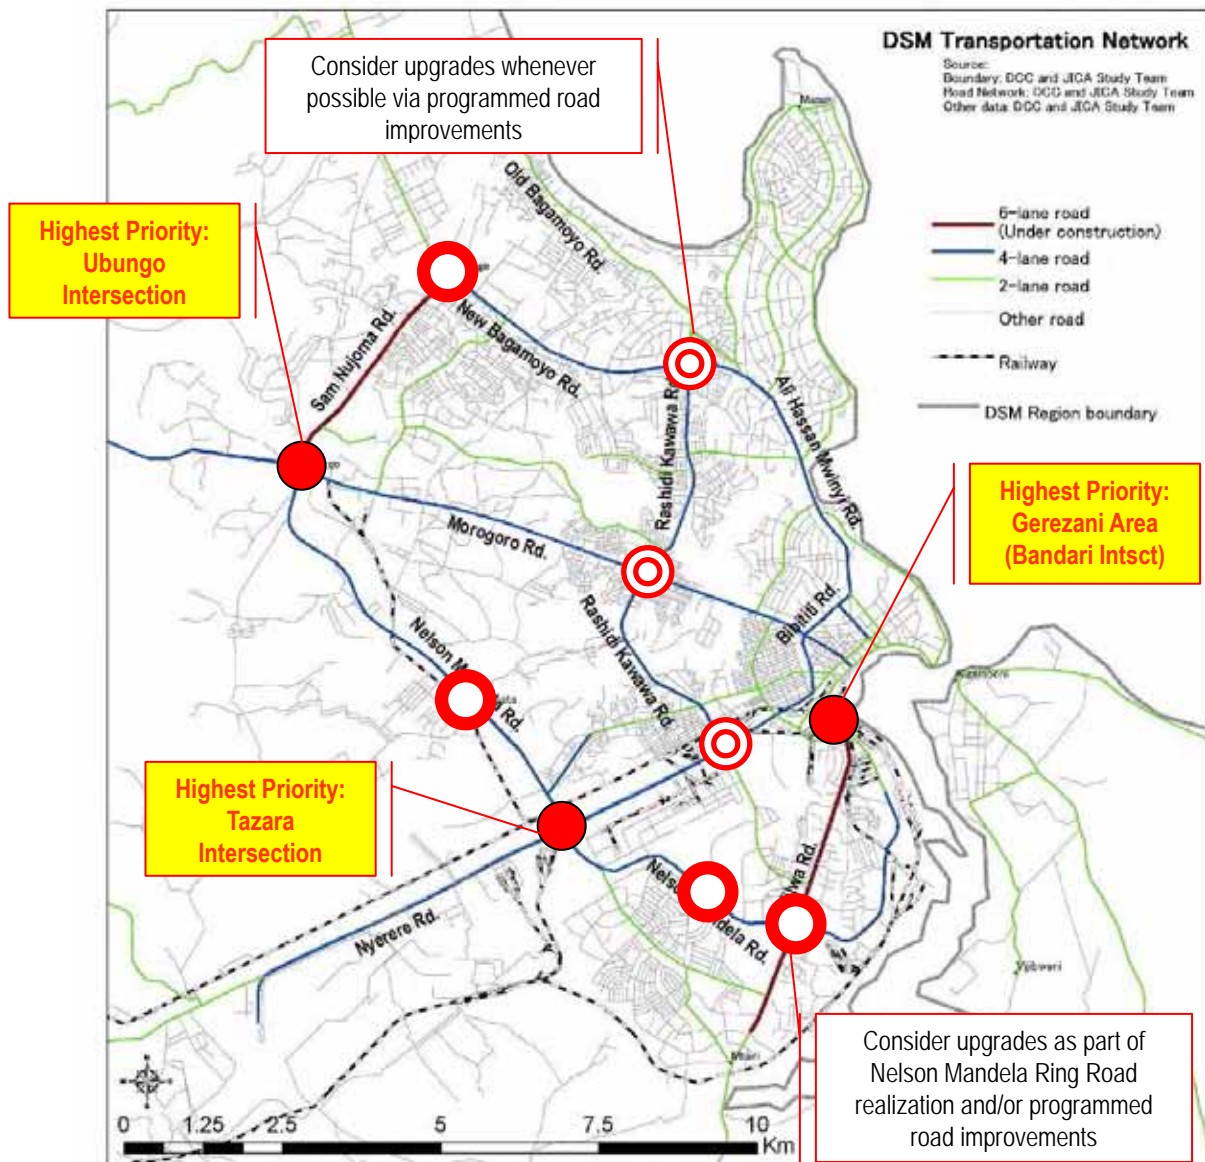 DSM Transportation Network
Source:
Boundary: DCC and JICA Study Team
Road Network: DCC and JICA Study Team
Other data: DCC and JICA Study Team
Consider upgrades whenever
possible via programmed road
improvements
Highest Priority:
Ubungo
Intersection
6-lane road
(Under construction)
4-lane road
2-lane road
Other road
Railway
DSM Region boundary
Old Bagamoyo Rd.
New Bagamoyo Rd.
Sam Nujoma Rd.
Rashidi Kawawa Rd.
Ali Hassan Mwinyi Rd.
Morogoro Rd.
Bibititi Rd.
Rashidi Kawawa Rd.
Highest Priority:
Gerezani Area
(Bandari Intsct)
Highest Priority:
Tazara
Intersection
Nyerere Rd.
Consider upgrades as part of
Nelson Mandela Ring Road
realization and/or programmed
road improvements
0 1.25 2.5 5 7.5 10
Km